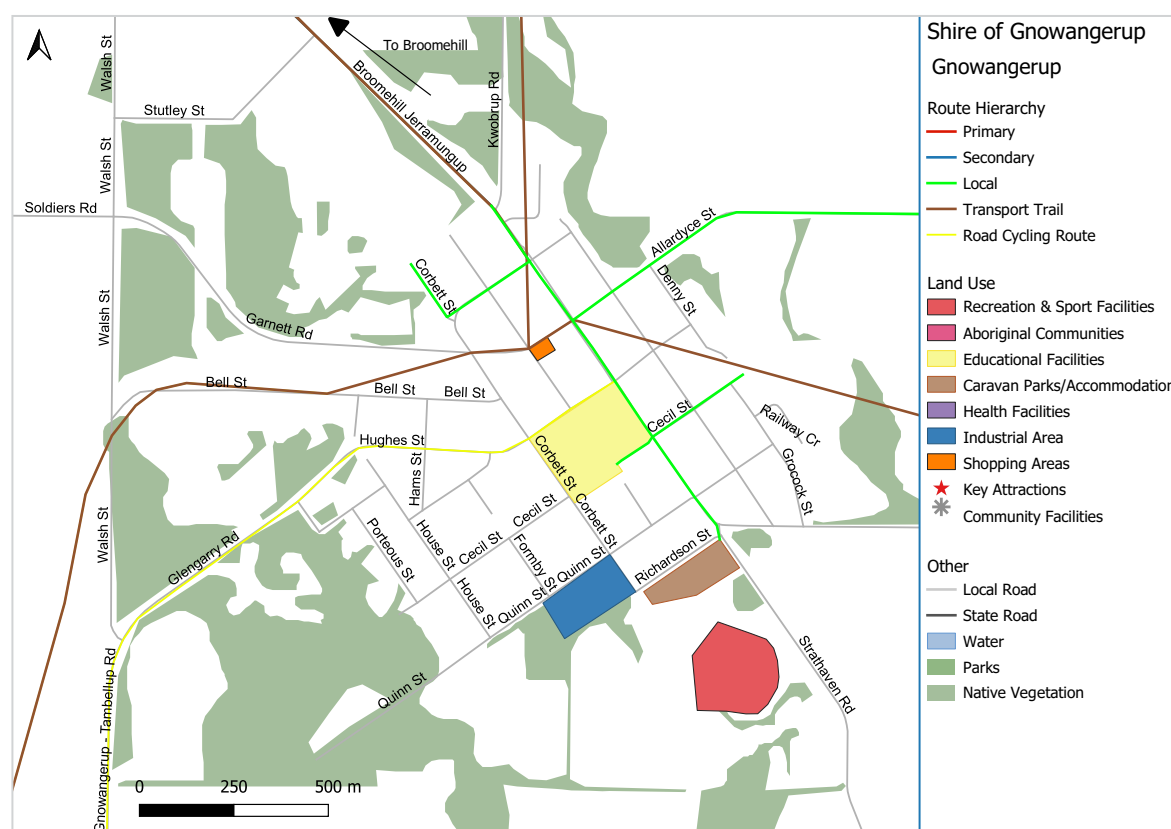 Shire of Gnowangerup
Gnowangerup
Route Hierarchy
Primary
Secondary
Local
Transport Trail
Road Cycling Route
Land Use
Recreation & Sport Facilities
Aboriginal Communities
Educational Facilities
Caravan Parks/Accommodation
Health Facilities
Industrial Area
Shopping Areas
Key Attractions
Community Facilities
Other
Local Road
State Road
Water
Parks
Native Vegetation
To Broomehill
Walsh St
Broomehill Jerramungup
Kwobrup Rd
Stutley St
Walsh St
Soldiers Rd
Allardyce St
Corbett St
Denny St
Walsh St
Garnett Rd
Bell St
Bell St
Bell St
Cecil St
Railway Cr
Hughes St
Corbett St
Hams St
Grocock St
Walsh St
Cecil St
Corbett St
House St
Porteous St
Cecil St
Formby St
Quinn St
Richardson St
Glengarry Rd
House St
Quinn St
Strathaven Rd
Quinn St
Gnowangerup - Tambellup Rd
0 250 500 m